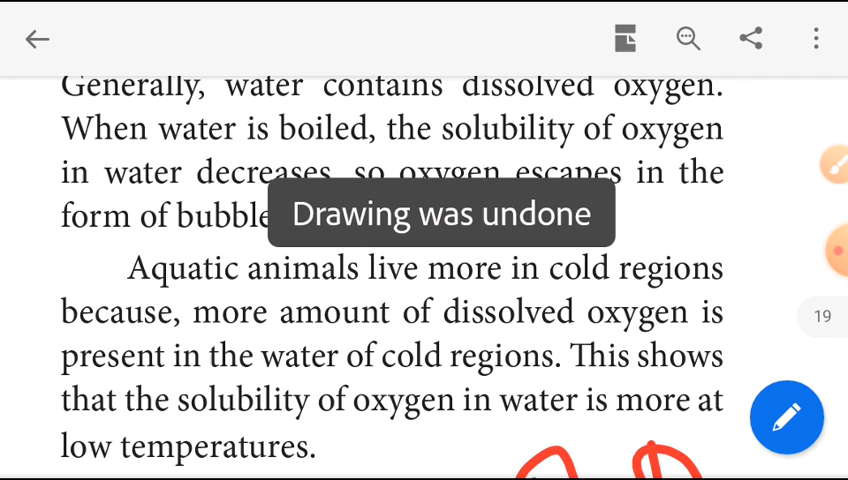 Generally, water contains dissolved oxygen.
When water is boiled, the solubility of oxygen
in water decreases, so oxygen escapes in the
form of bubble
Drawing was undone
Aquatic animals live more in cold regions
because, more amount of dissolved oxygen is
present in the water of cold regions. This shows
19
that the solubility of oxygen in water is more at
low temperatures.